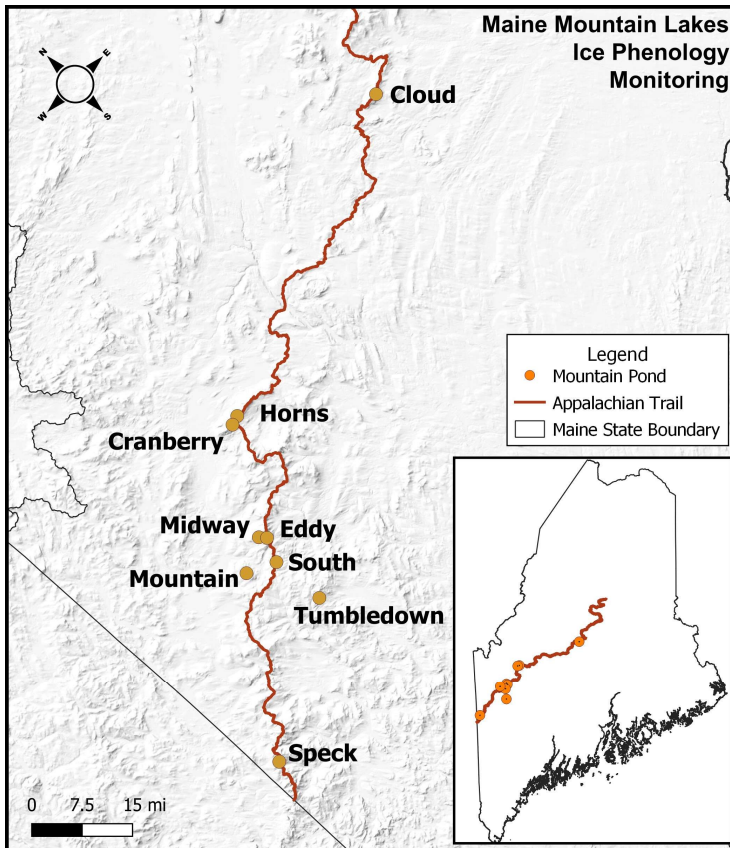 Maine Mountain Lakes
Ice Phenology
Monitoring
N
E
W
S
Cloud
Horns
Cranberry
Midway
Eddy
South
Mountain
Tumbledown
Speck
Legend
Mountain Pond
Appalachian Trail
Maine State Boundary
0 7.5 15 mi